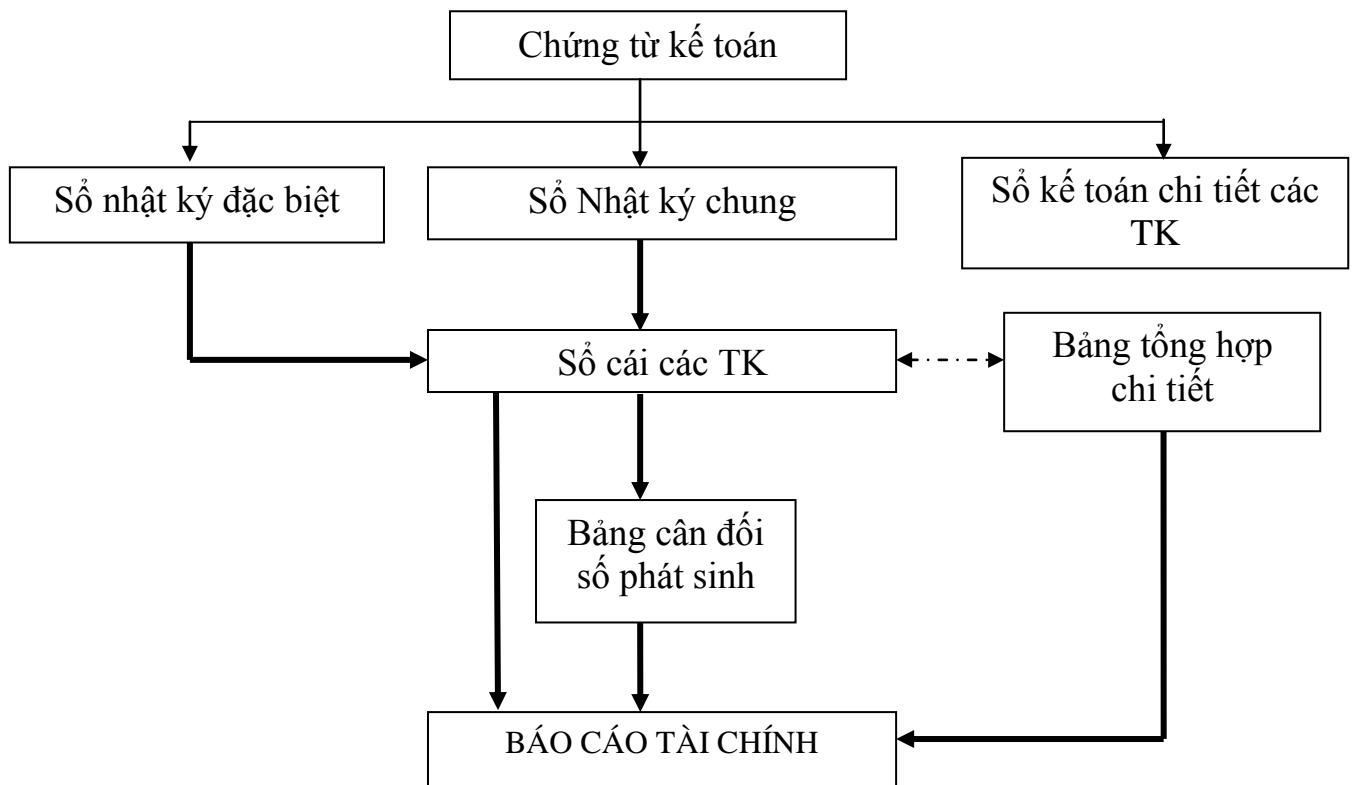 Chứng từ kế toán
Sổ nhật ký đặc biệt
Sổ Nhật ký chung
Sổ kế toán chi tiết các
TK
Sổ cái các TK
Bảng tổng hợp
chi tiết
Bảng cân đối
số phát sinh
BÁO CÁO TÀI CHÍNH